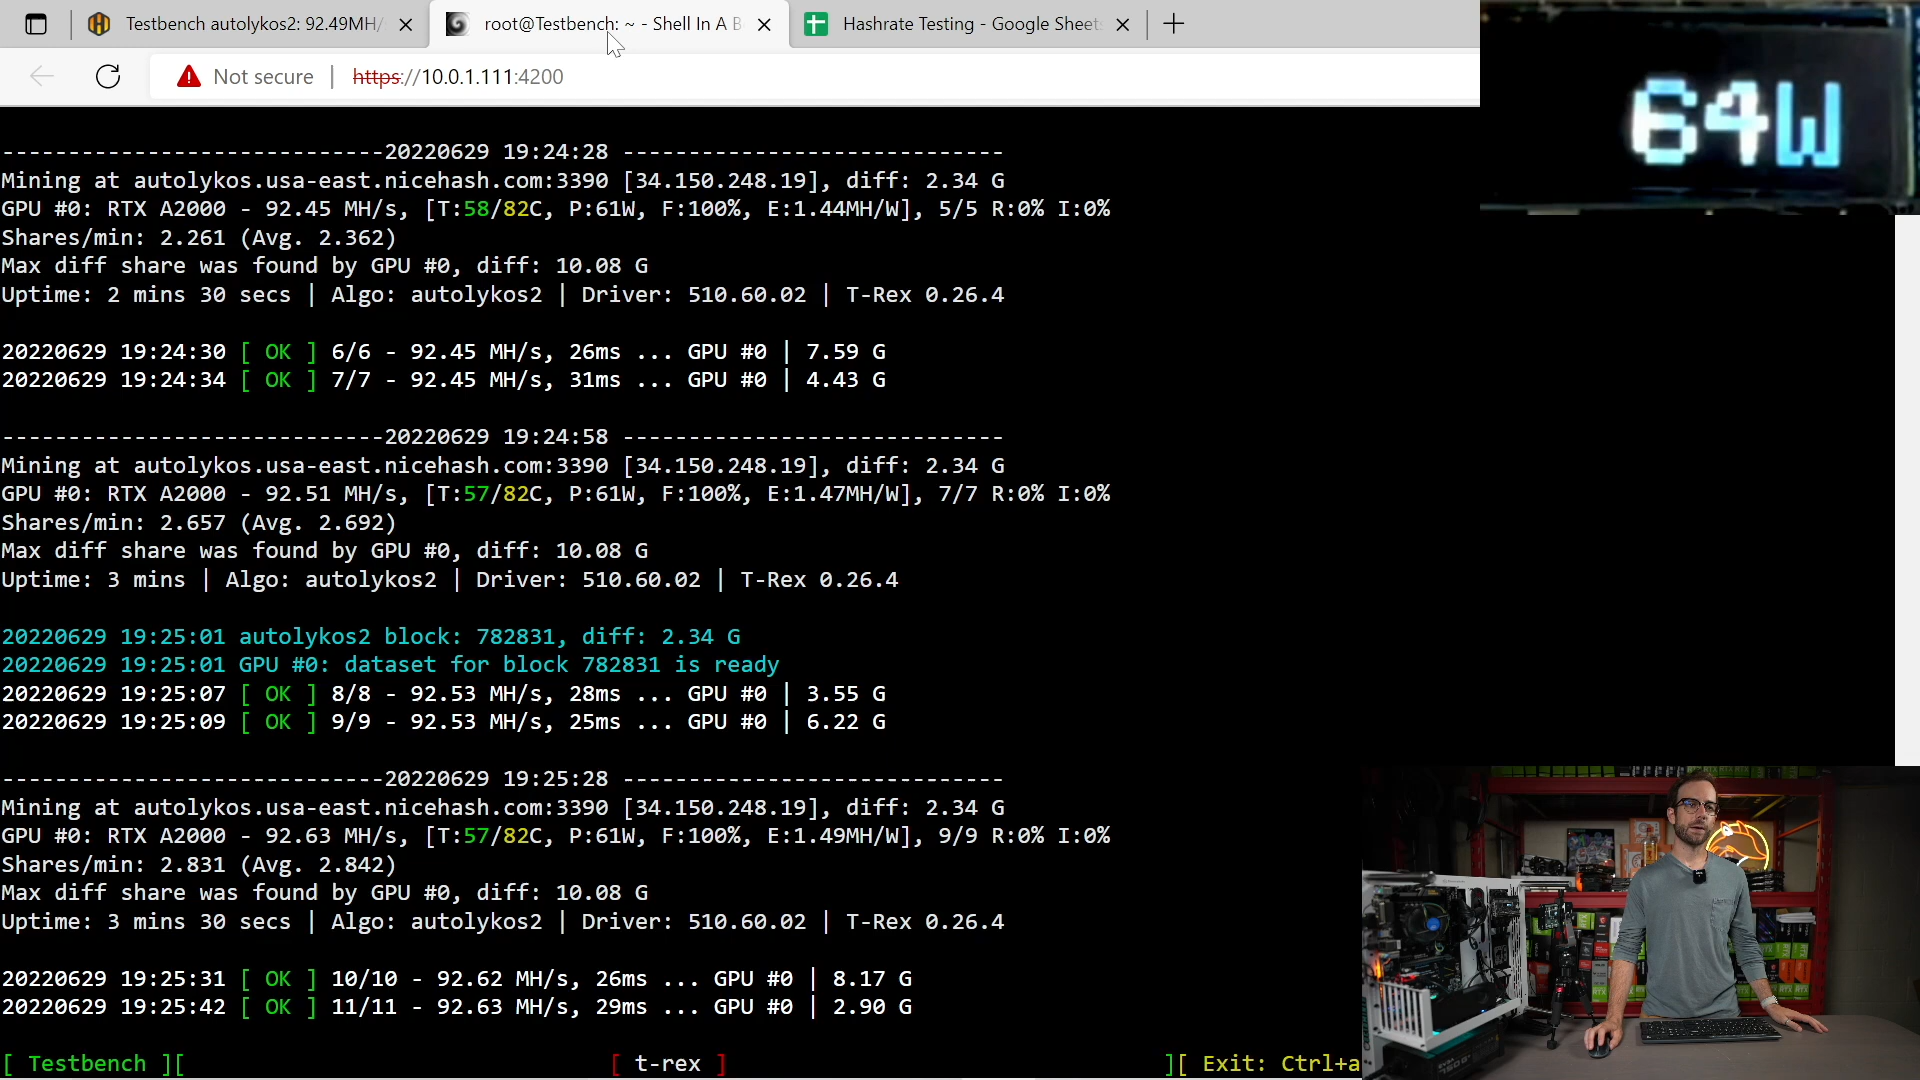 Testbench autolykos2: 92.49MH/
root@Testbench: ~ - Shell In A B
Hashrate Testing - Google Sheets
Not secure | https://10.0.1.111:4200
64W
-----------------------------20220629 19:24:28 -----------------------------
Mining at autolykos.usa-east.nicehash.com:3390 [34.150.248.19], diff: 2.34 G
GPU #0: RTX A2000 - 92.45 MH/s, [T:58/82C, P:61W, F:100%, E:1.44MH/W], 5/5 R:0% I:0%
Shares/min: 2.261 (Avg. 2.362)
Max diff share was found by GPU #0, diff: 10.08 G
Uptime: 2 mins 30 secs | Algo: autolykos2 | Driver: 510.60.02 | T-Rex 0.26.4
20220629 19:24:30 [ OK ] 6/6 - 92.45 MH/s, 26ms ... GPU #0 | 7.59 G
20220629 19:24:34 [ OK ] 7/7 - 92.45 MH/s, 31ms ... GPU #0 | 4.43 G
-----------------------------20220629 19:24:58 -----------------------------
Mining at autolykos.usa-east.nicehash.com:3390 [34.150.248.19], diff: 2.34 G
GPU #0: RTX A2000 - 92.51 MH/s, [T:57/82C, P:61W, F:100%, E:1.47MH/W], 7/7 R:0% I:0%
Shares/min: 2.657 (Avg. 2.692)
Max diff share was found by GPU #0, diff: 10.08 G
Uptime: 3 mins | Algo: autolykos2 | Driver: 510.60.02 | T-Rex 0.26.4
20220629 19:25:01 autolykos2 block: 782831, diff: 2.34 G
20220629 19:25:01 GPU #0: dataset for block 782831 is ready
20220629 19:25:07 [ OK ] 8/8 - 92.53 MH/s, 28ms ... GPU #0 | 3.55 G
20220629 19:25:09 [ OK ] 9/9 - 92.53 MH/s, 25ms ... GPU #0 | 6.22 G
-----------------------------20220629 19:25:28 -----------------------------
Mining at autolykos.usa-east.nicehash.com:3390 [34.150.248.19], diff: 2.34 G
GPU #0: RTX A2000 - 92.63 MH/s, [T:57/82C, P:61W, F:100%, E:1.49MH/W], 9/9 R:0% I:0%
Shares/min: 2.831 (Avg. 2.842)
Max diff share was found by GPU #0, diff: 10.08 G
Uptime: 3 mins 30 secs | Algo: autolykos2 | Driver: 510.60.02 | T-Rex 0.26.4
20220629 19:25:31 [ OK ] 10/10 - 92.62 MH/s, 26ms ... GPU #0 | 8.17 G
20220629 19:25:42 [ OK ] 11/11 - 92.63 MH/s, 29ms ... GPU #0 | 2.90 G
[ Testbench ][ [ t-rex ] ][ Exit: Ctrl+a